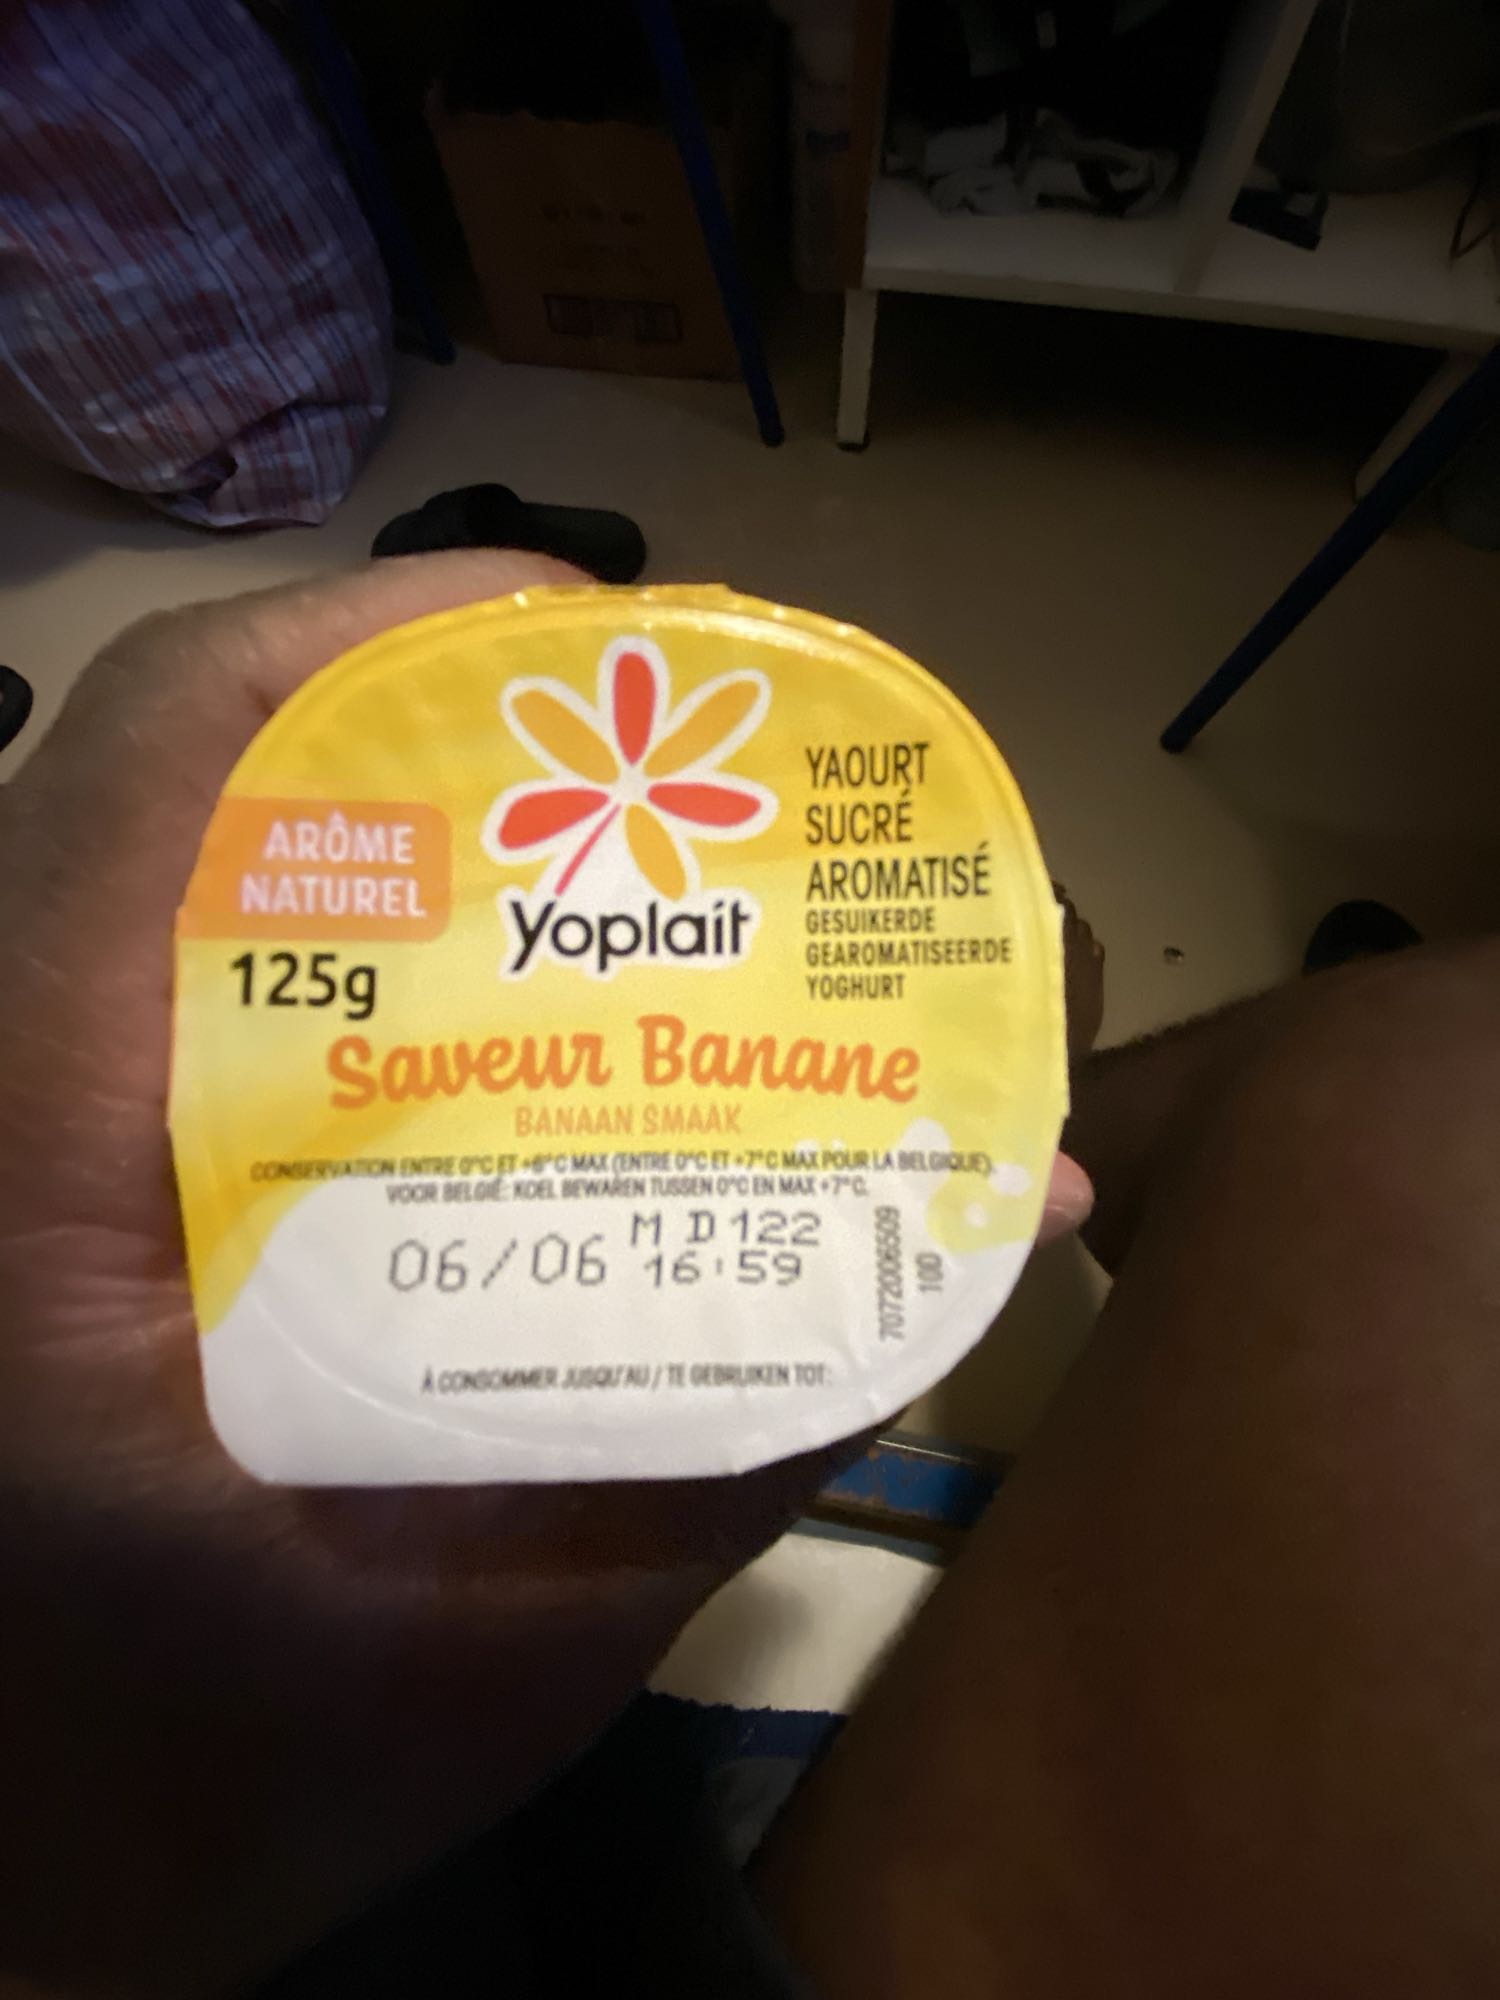 ARÔME
NATUREL
125g
yoplait
YAOURT
SUCRÉ
AROMATISÉ
GESUIKERDE
GEAROMATISEERDE
YOGHURT
Saveur Banane
BANAAN SMAAK
CONSERVATION ENTRE 0°C ET +6°C MAX (ENTRE 0°C ET +7°C MAX POUR LA BELGIQUE).
VOOR BELGIË: KOEL BEWAREN TUSSEN 0°C EN MAX +7°C.
06/06 M D 122
16:59
7072006509
100
À CONSOMMER JUSQU'AU / TE GEBRUIKEN TOT: